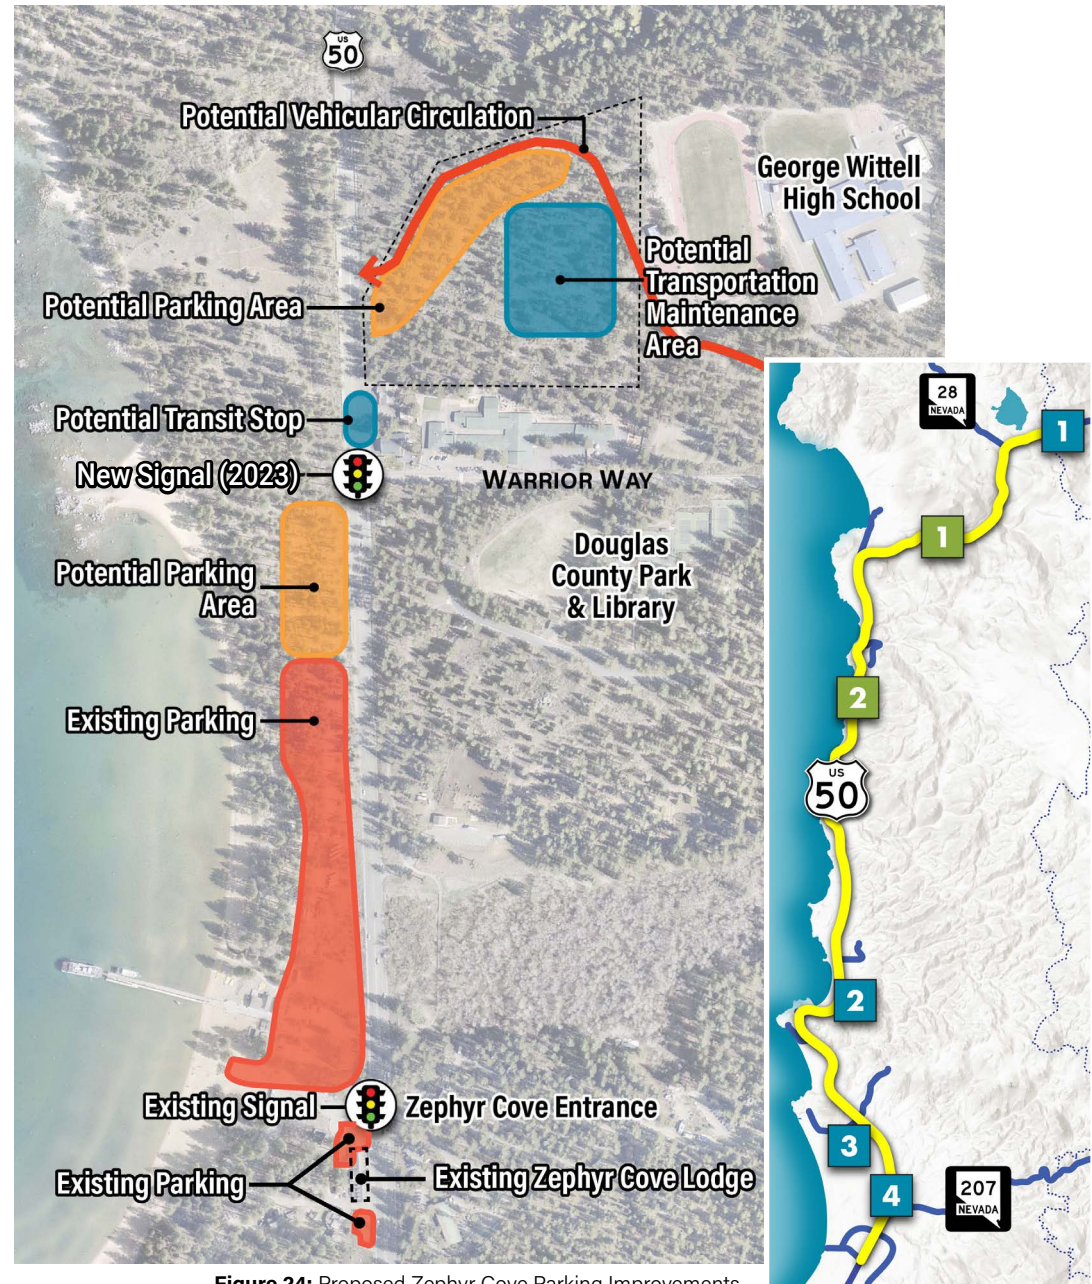 US
50
Potential Vehicular Circulation
George Wittell
High School
Potential
Transportation
Maintenance
Area
Potential Parking Area
Potential Transit Stop
New Signal (2023)
WARRIOR WAY
Potential Parking
Area
Douglas
County Park
& Library
Existing Parking
Existing Signal
Zephyr Cove Entrance
Existing Parking
Existing Zephyr Cove Lodge
28
NEVADA
1
1
2
US
50
2
3
4
207
NEVADA
Figure 24: Proposed Zephyr Cove Parking Improvements